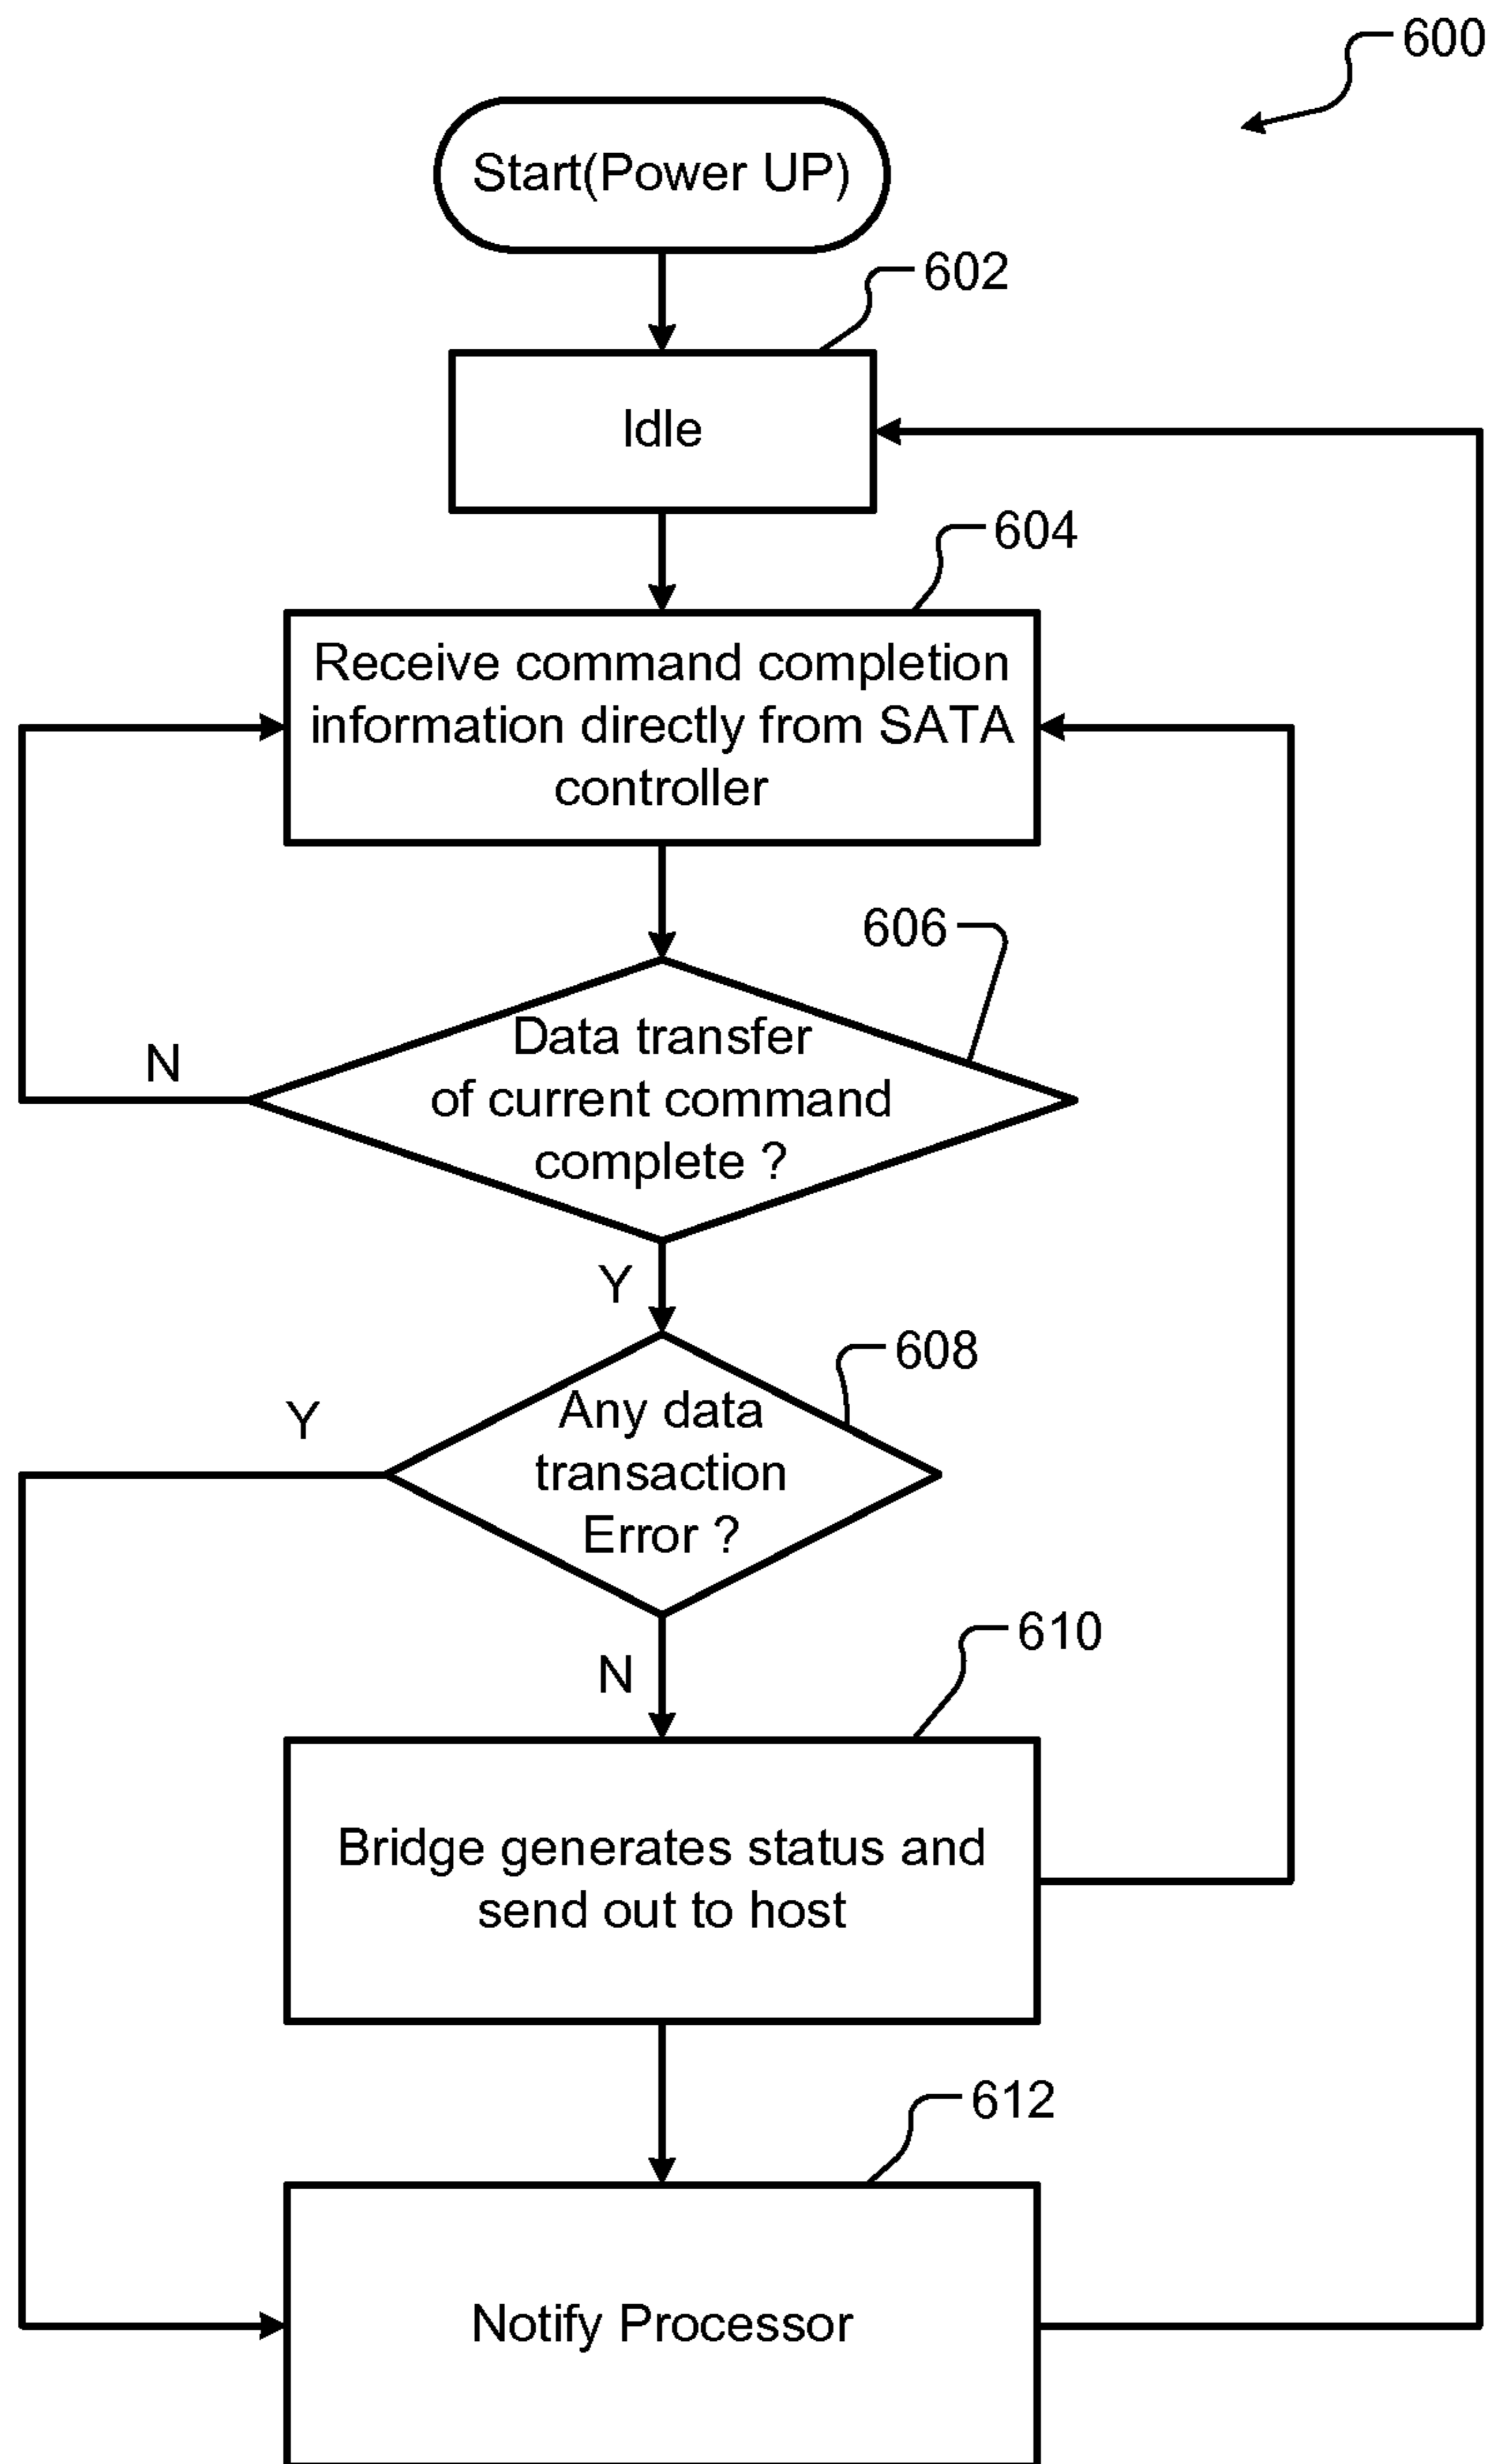 600
Start(Power UP)
602
Idle
604
Receive command completion
information directly from SATA
controller
606
Data transfer
of current command
complete ?
N
Y
608
Any data
transaction
Error ?
Y
N
610
Bridge generates status and
send out to host
612
Notify Processor